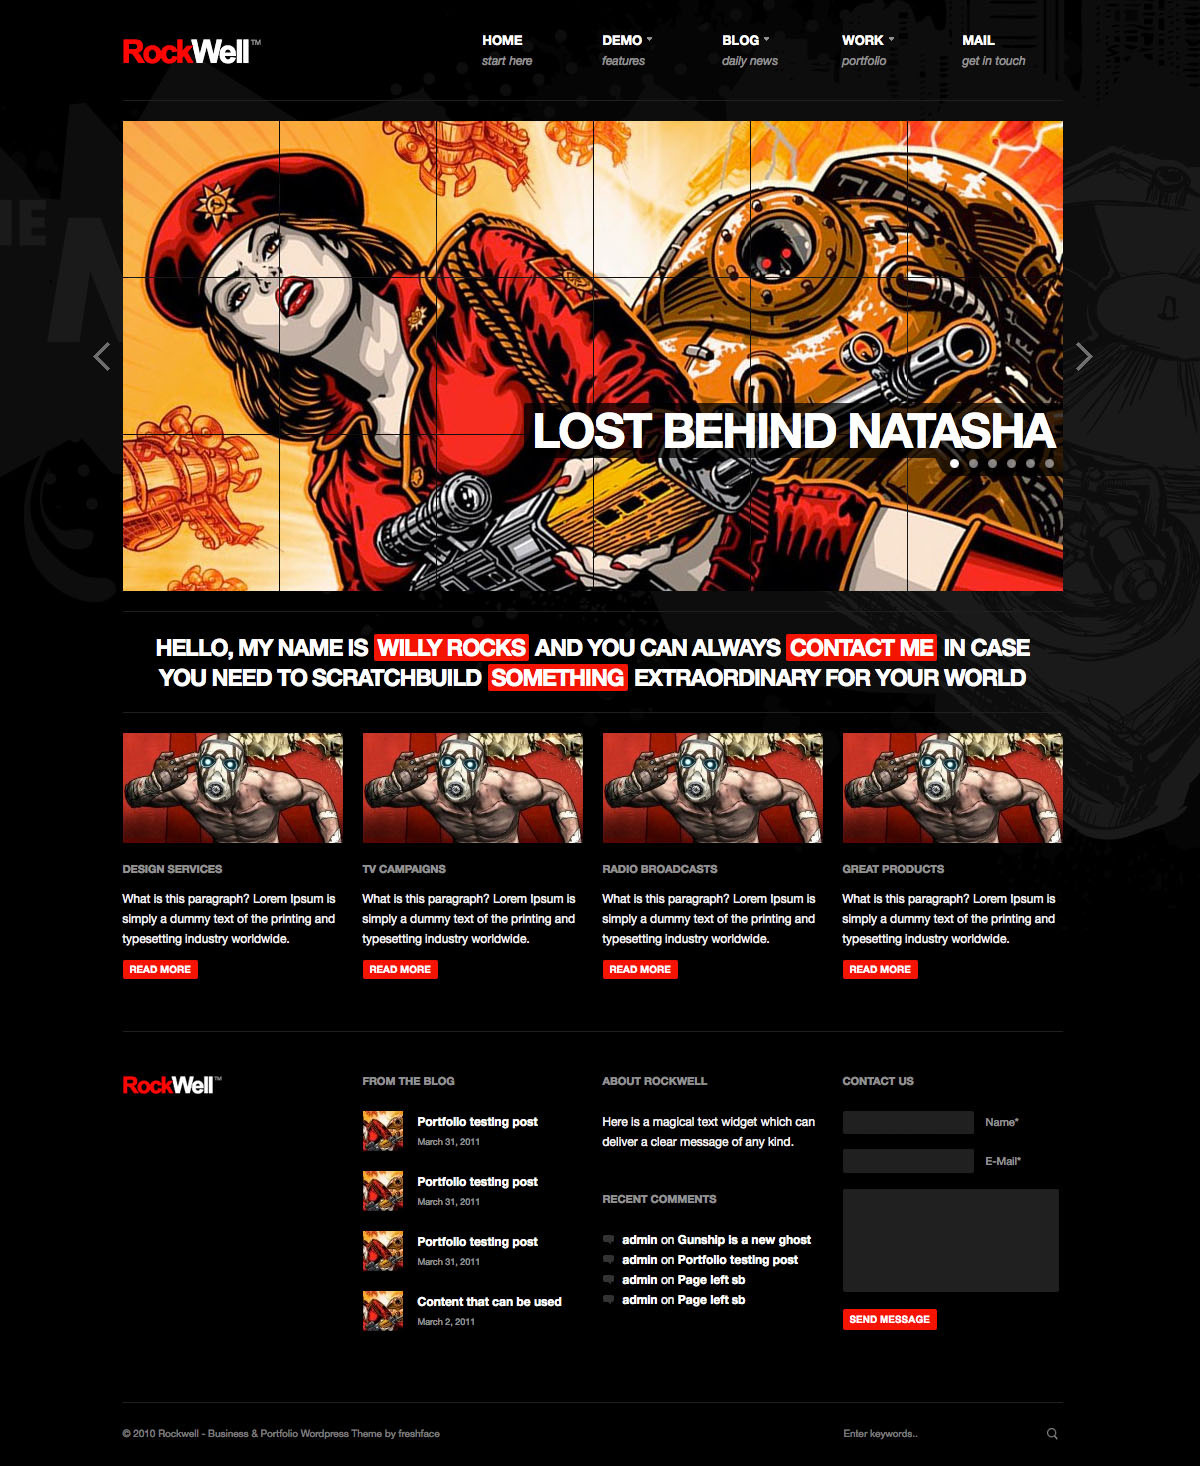 RockWell™
HOME
start here
DEMO
features
BLOG
daily news
WORK
portfolio
MAIL
get in touch
LOST BEHIND NATASHA
HELLO, MY NAME IS WILLY ROCKS AND YOU CAN ALWAYS CONTACT ME IN CASE
YOU NEED TO SCRATCHBUILD SOMETHING EXTRAORDINARY FOR YOUR WORLD
DESIGN SERVICES
What is this paragraph? Lorem Ipsum is
simply a dummy text of the printing and
typesetting industry worldwide.
READ MORE
TV CAMPAIGNS
What is this paragraph? Lorem Ipsum is
simply a dummy text of the printing and
typesetting industry worldwide.
READ MORE
RADIO BROADCASTS
What is this paragraph? Lorem Ipsum is
simply a dummy text of the printing and
typesetting industry worldwide.
READ MORE
GREAT PRODUCTS
What is this paragraph? Lorem Ipsum is
simply a dummy text of the printing and
typesetting industry worldwide.
READ MORE
RockWell™
FROM THE BLOG
Portfolio testing post
March 31, 2011
Portfolio testing post
March 31, 2011
Portfolio testing post
March 31, 2011
Content that can be used
March 2, 2011
ABOUT ROCKWELL
Here is a magical text widget which can
deliver a clear message of any kind.
RECENT COMMENTS
admin on Gunship is a new ghost
admin on Portfolio testing post
admin on Page left sb
admin on Page left sb
CONTACT US
Name*
E-Mail*
SEND MESSAGE
© 2010 Rockwell - Business & Portfolio Wordpress Theme by freshface
Enter keywords..